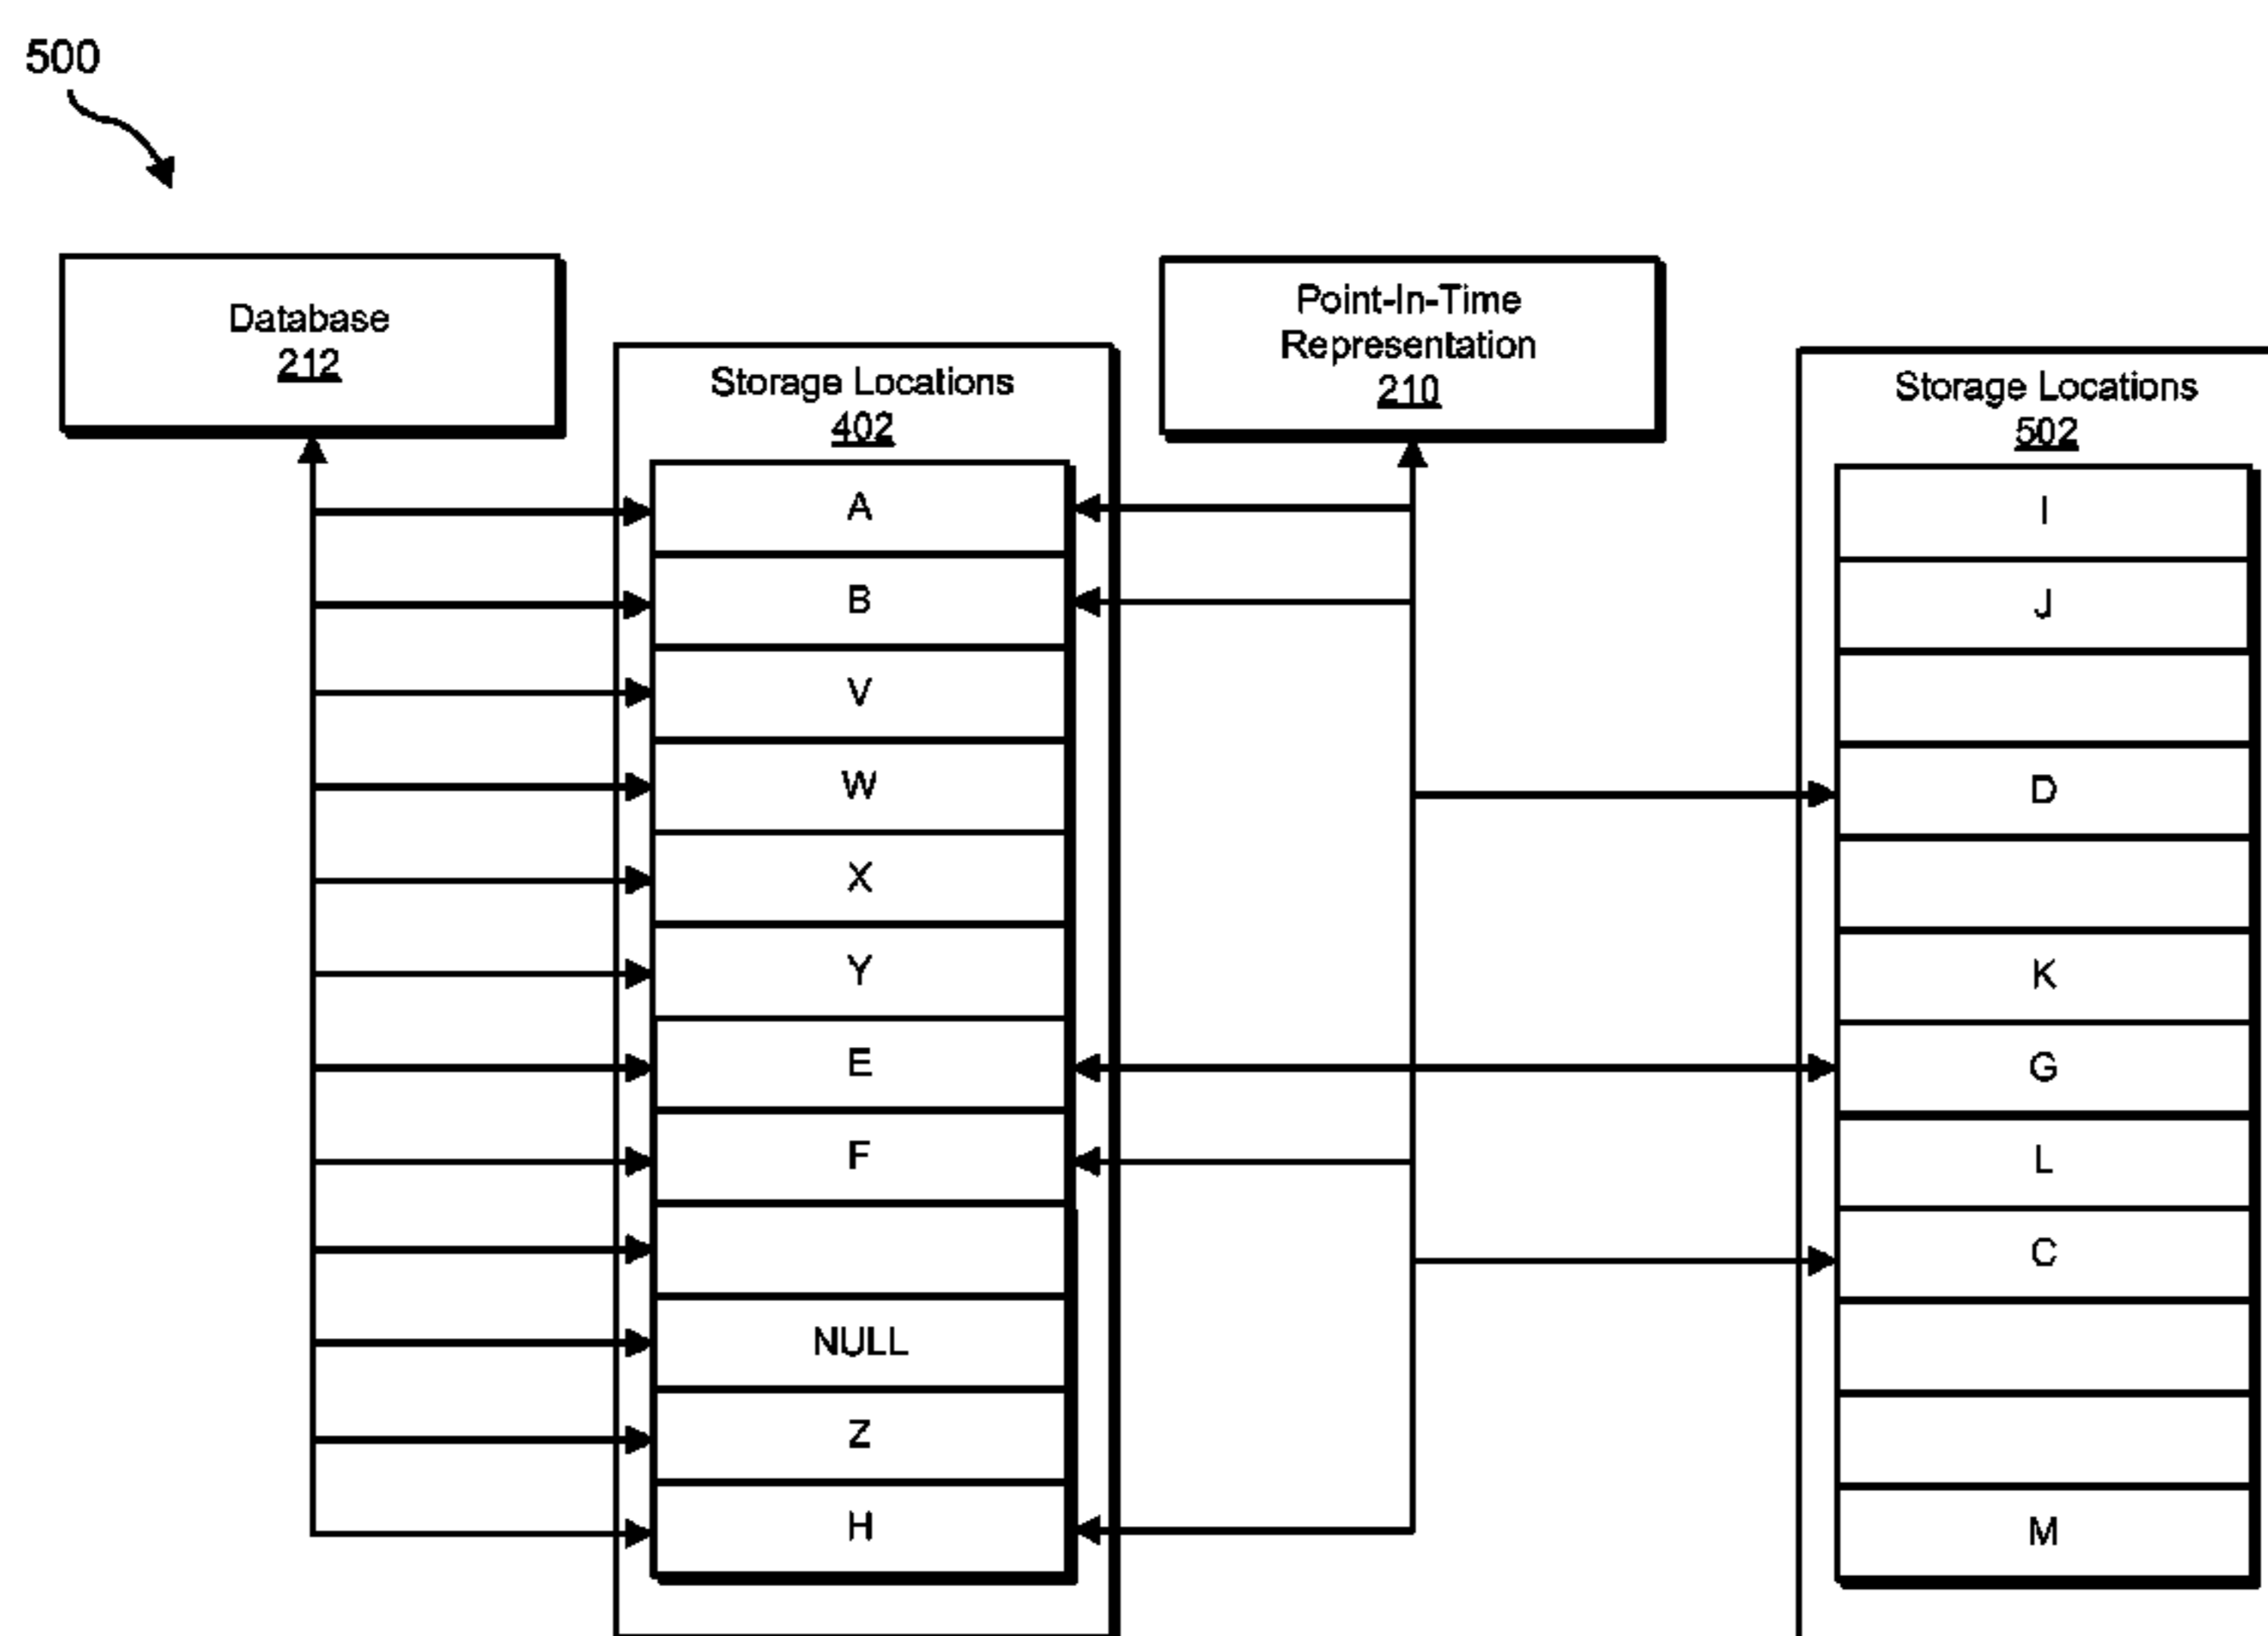 500
Database
212
Storage Locations
402
A
B
V
W
X
Y
E
F
NULL
Z
H
Point-In-Time
Representation
210
Storage Locations
502
I
J
D
K
G
L
C
M